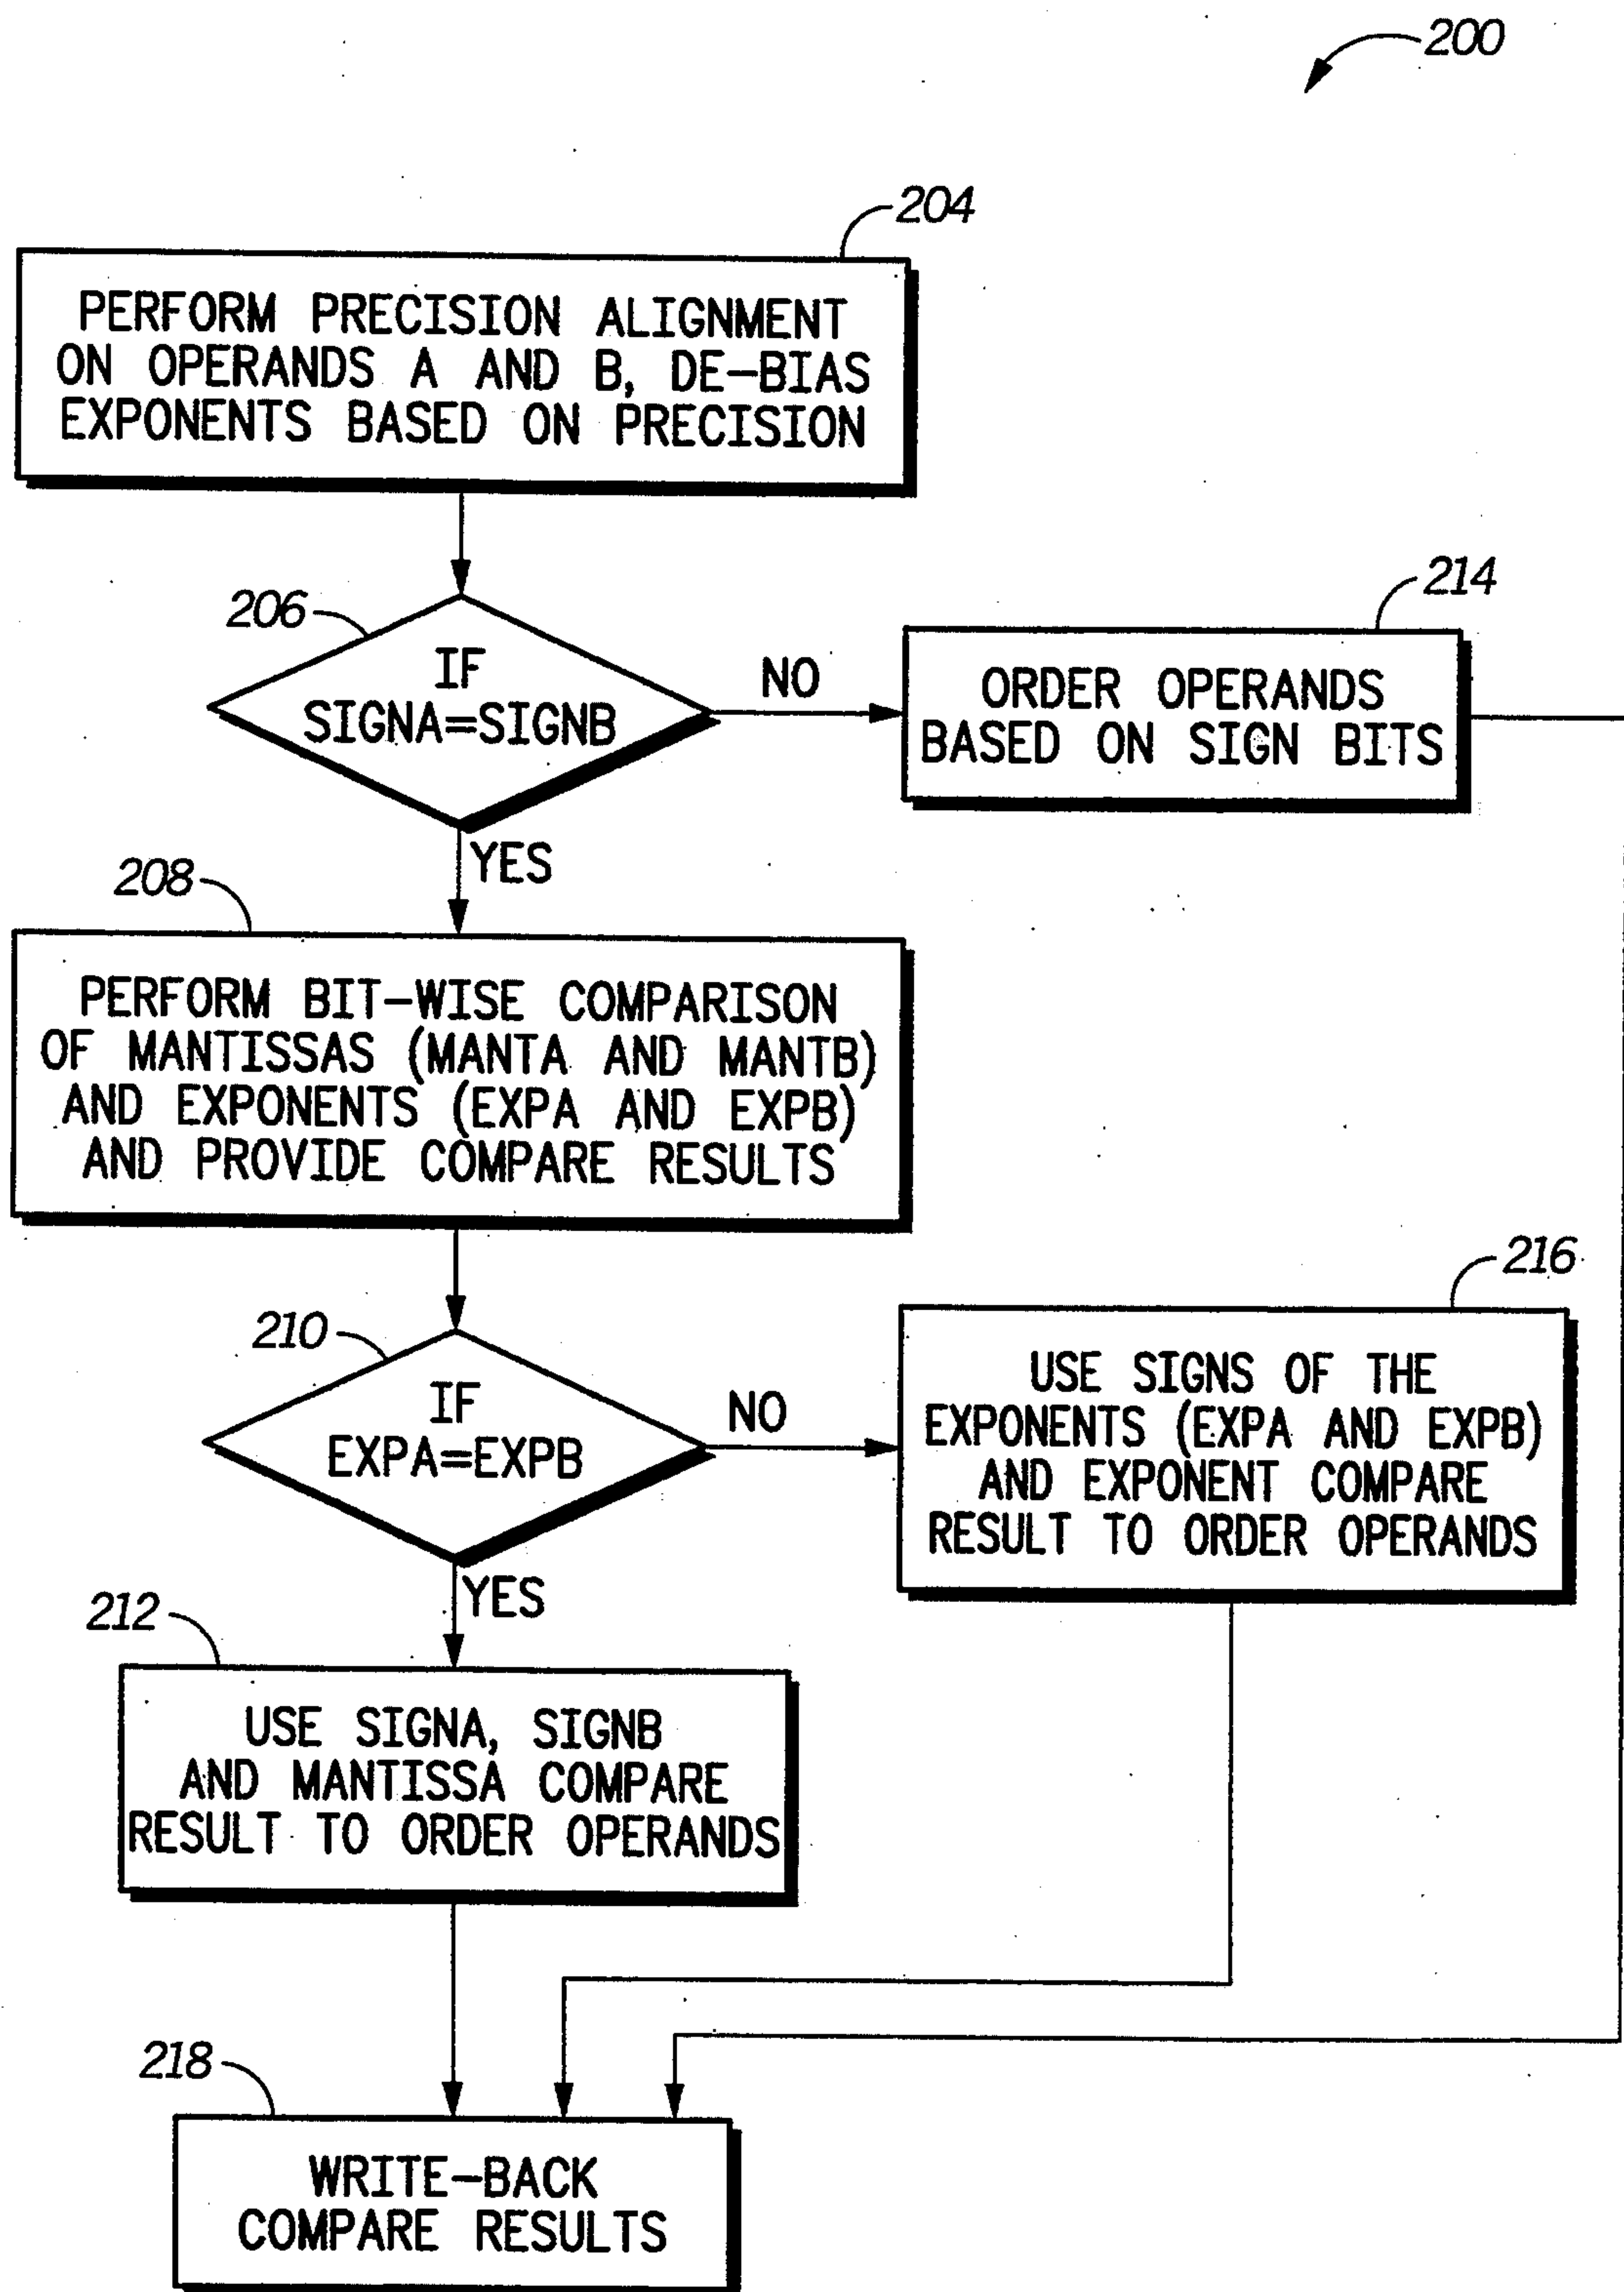 200
204
PERFORM PRECISION ALIGNMENT
ON OPERANDS A AND B, DE-BIAS
EXPONENTS BASED ON PRECISION
206
IF
SIGNA=SIGNB
NO
214
ORDER OPERANDS
BASED ON SIGN BITS
YES
208
PERFORM BIT-WISE COMPARISON
OF MANTISSAS (MANTA AND MANTB)
AND EXPONENTS (EXPA AND EXPB)
AND PROVIDE COMPARE RESULTS
210
IF
EXPA=EXPB
NO
216
USE SIGNS OF THE
EXPONENTS (EXPA AND EXPB)
AND EXPONENT COMPARE
RESULT TO ORDER OPERANDS
YES
212
USE SIGNA, SIGNB
AND MANTISSA COMPARE
RESULT TO ORDER OPERANDS
218
WRITE-BACK
COMPARE RESULTS